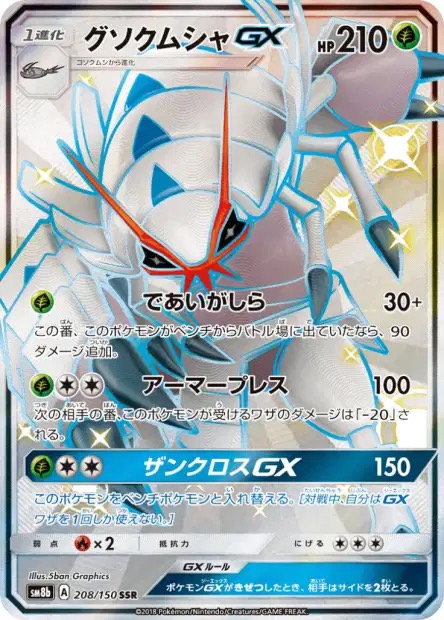 1進化 グソクムシャGX HP210
コソクムシから進化
であいがしら 30+
この番、このポケモンがベンチからバトル場に出ていたなら、90
ダメージ追加。
アーマープレス 100
次の相手の番、このポケモンが受けるワザのダメージは「-20」さ
れる。
ザンクロスGX 150
このポケモンをベンチポケモンと入れ替える。[対戦中、自分はGX
ワザを1回しか使えない。]
弱点 ×2 抵抗力 にげる
GXルール
Illus.5ban Graphics
ポケモンGXがきぜつしたとき、相手はサイドを2枚とる。
sm8b A 208/150 SSR
©2018 Pokémon/Nintendo/Creatures/GAME FREAK.